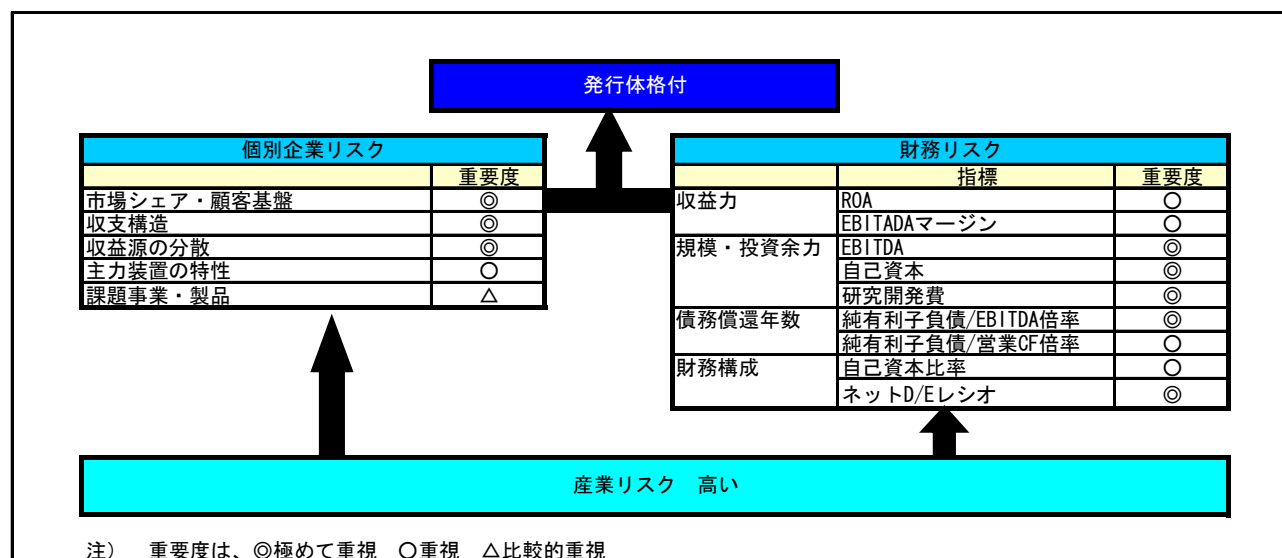 発行体格付
個別企業リスク
重要度
市場シェア・顧客基盤 ◎
収支構造 ◎
収益源の分散 ◎
主力装置の特性 ○
課題事業・製品 △
財務リスク
指標 重要度
収益力 ROA ○
EBITADAマージン ○
規模・投資余力 EBITDA ◎
自己資本 ◎
研究開発費 ◎
債務償還年数 純有利子負債/EBITDA倍率 ◎
純有利子負債/営業CF倍率 ○
財務構成 自己資本比率 ○
ネットD/Eレシオ ◎
産業リスク 高い
注) 重要度は、◎極めて重視 ○重視 △比較的重視